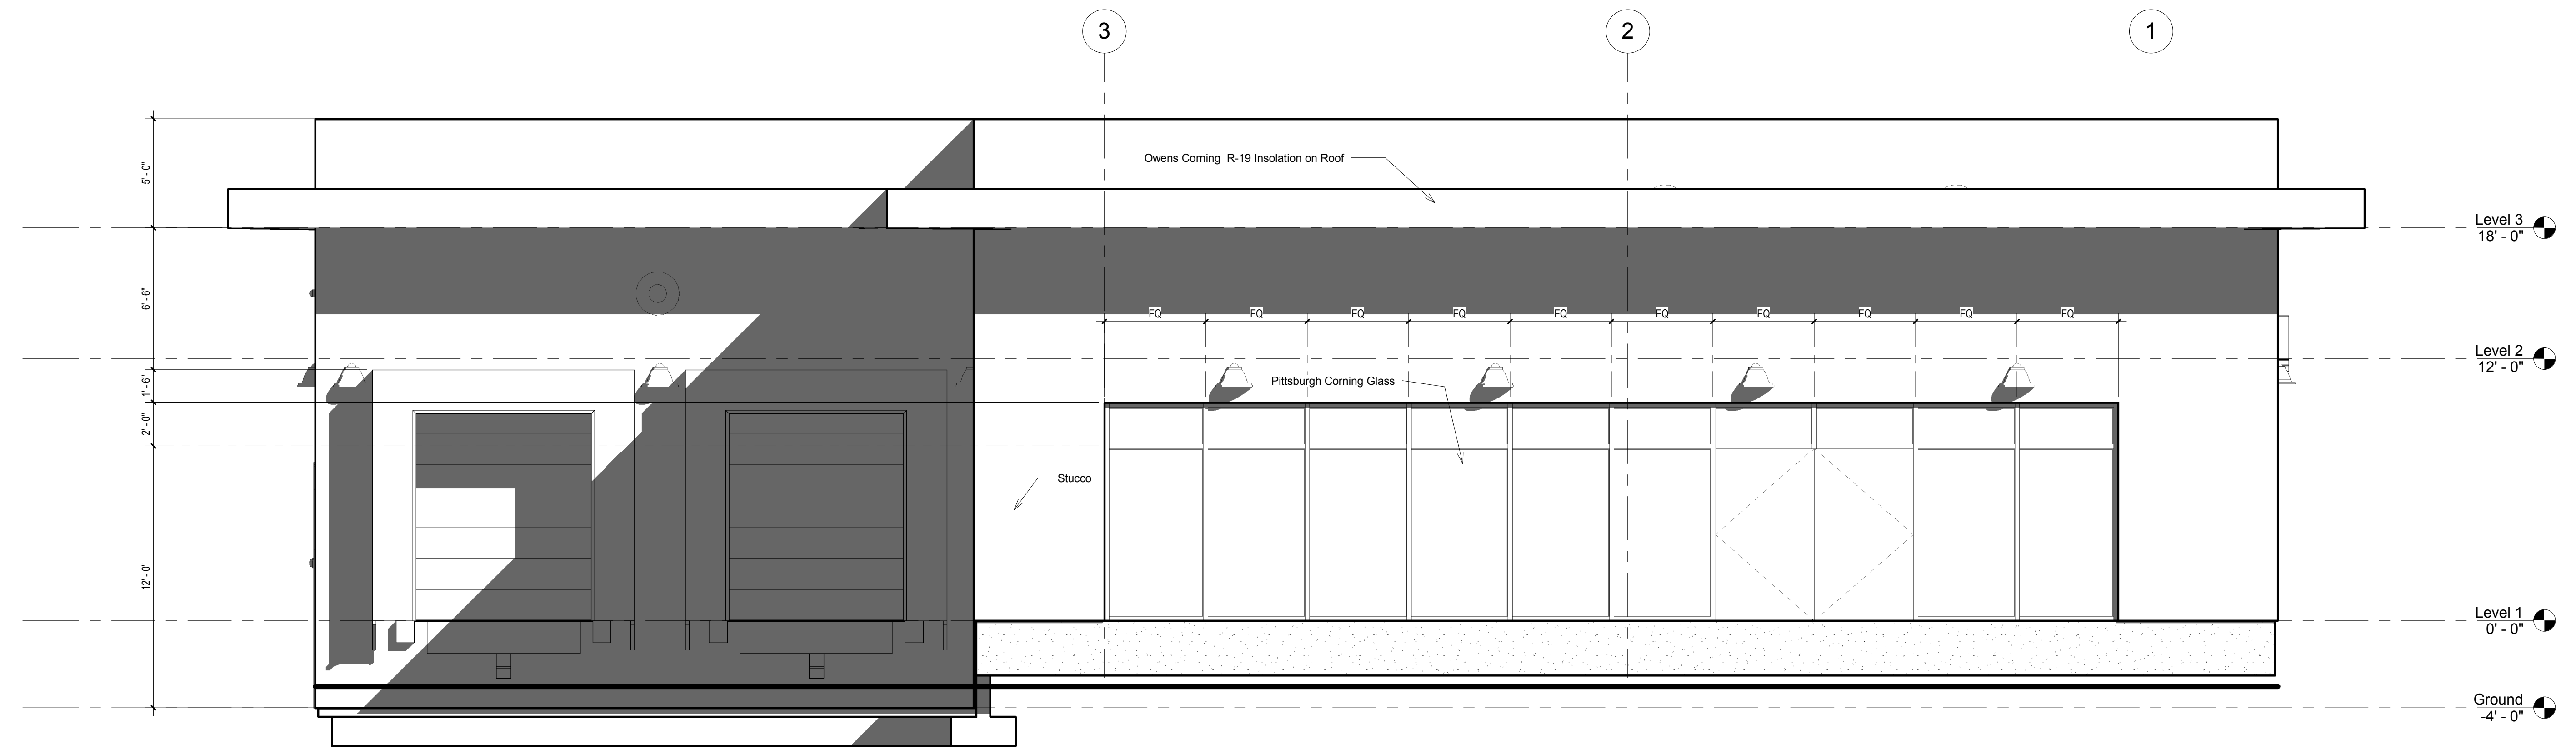 3
2
1
5' - 0"
Owens Corning  R-19 Insolation on Roof
Level 3
18' - 0"
6' - 6"
EQ
EQ
EQ
EQ
EQ
EQ
EQ
EQ
EQ
EQ
Level 2
12' - 0"
1' - 6"
Pittsburgh Corning Glass
2' - 0"
Stucco
12' - 0"
Level 1
0' - 0"
Ground
-4' - 0"